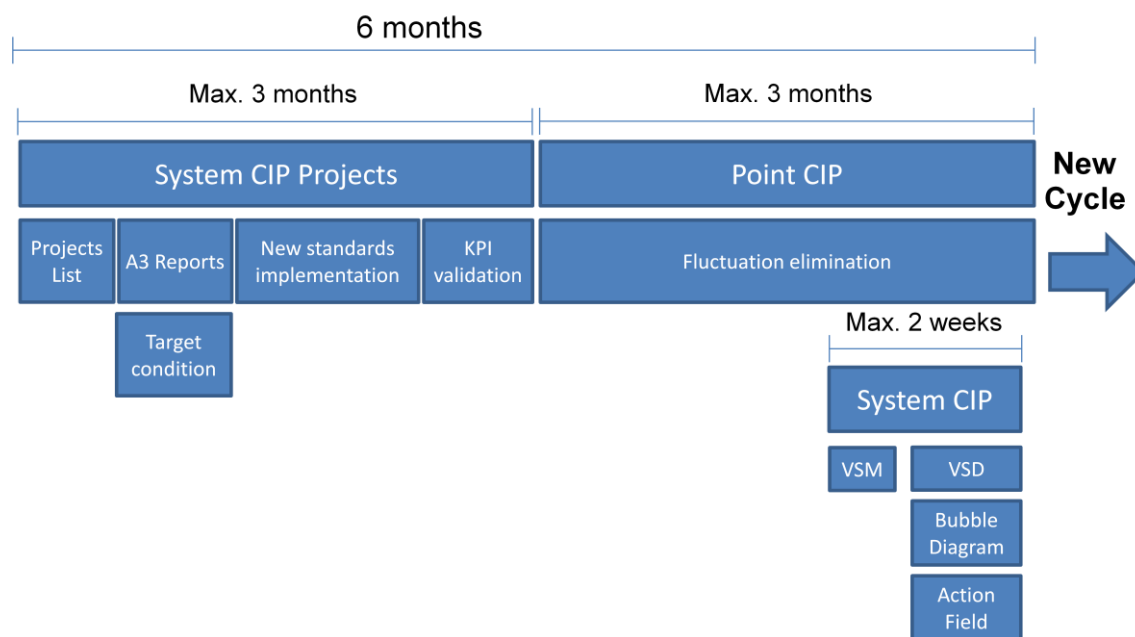 6 months
Max. 3 months
Max. 3 months
System CIP Projects
Point CIP
New
Cycle
Projects
List
A3 Reports
New standards
implementation
KPI
validation
Fluctuation elimination
Target
condition
Max. 2 weeks
System CIP
VSM
VSD
Bubble
Diagram
Action
Field